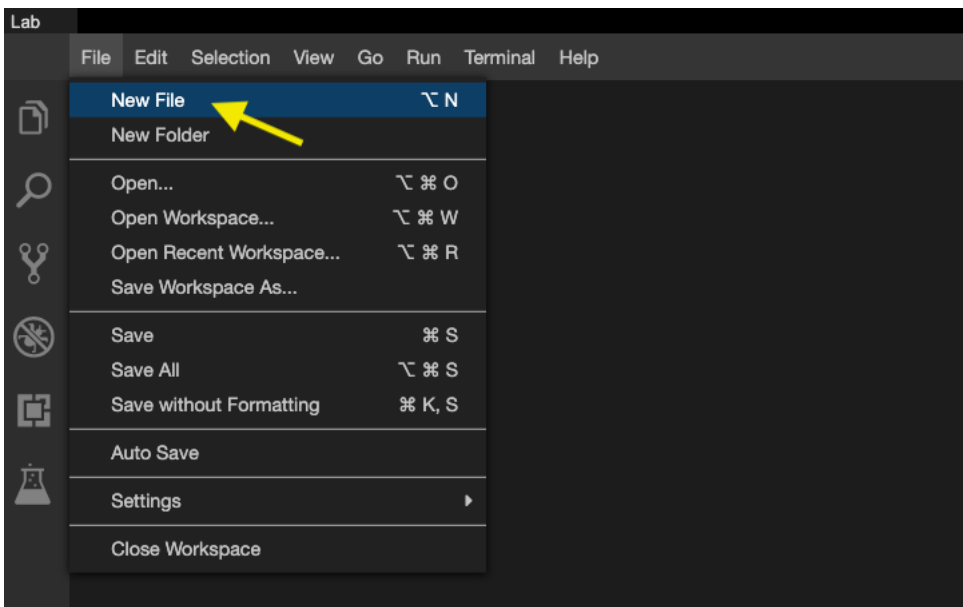 Lab
File Edit Selection View Go Run Terminal Help
New File ⌥ N
New Folder
Open... ⌥ ⌘ O
Open Workspace... ⌥ ⌘ W
Open Recent Workspace... ⌥ ⌘ R
Save Workspace As...
Save ⌘ S
Save All ⌥ ⌘ S
Save without Formatting ⌘ K, S
Auto Save
Settings
Close Workspace